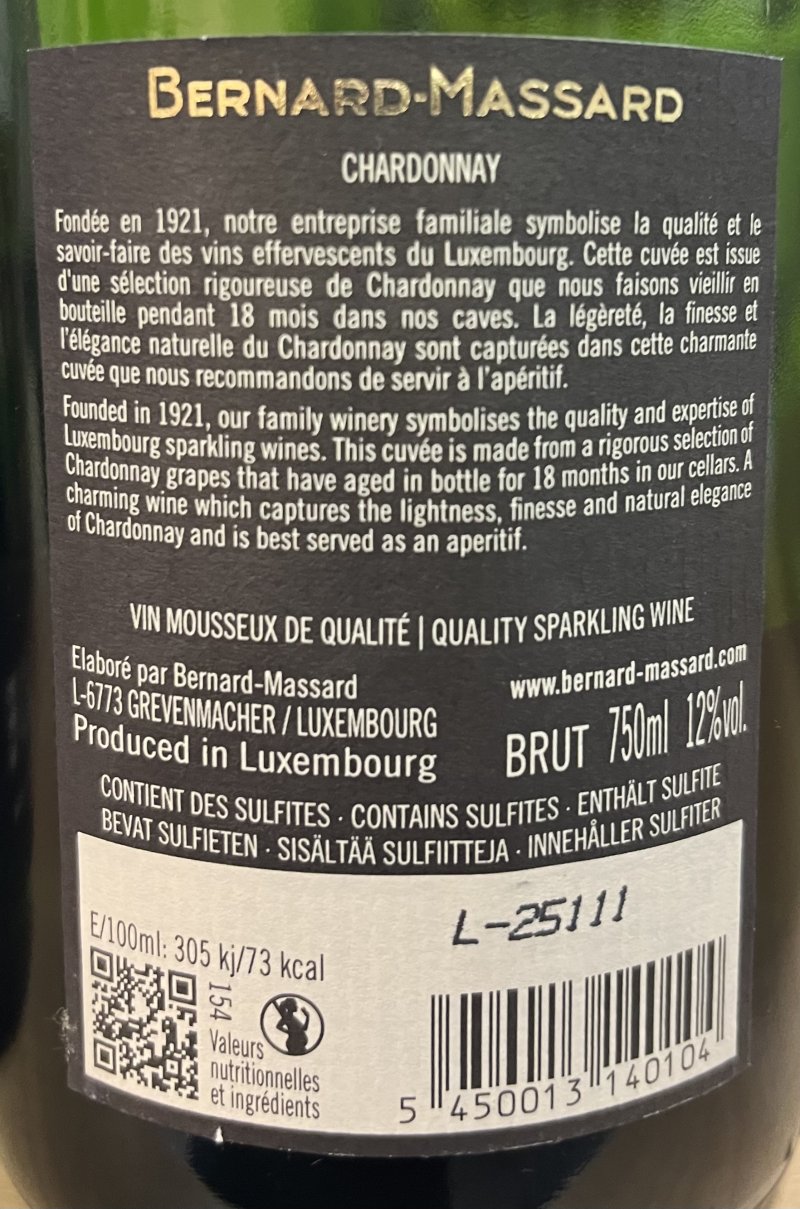 BERNARD-MASSARD
CHARDONNAY
Fondée en 1921, notre entreprise familiale symbolise la qualité et le
savoir-faire des vins effervescents du Luxembourg. Cette cuvée est issue
d'une sélection rigoureuse de Chardonnay que nous faisons vieillir en
bouteille pendant 18 mois dans nos caves. La légèreté, la finesse et
l'élégance naturelle du Chardonnay sont capturées dans cette charmante
cuvée que nous recommandons de servir à l'apéritif.
Founded in 1921, our family winery symbolises the quality and expertise of
Luxembourg sparkling wines. This cuvée is made from a rigorous selection of
Chardonnay grapes that have aged in bottle for 18 months in our cellars. A
charming wine which captures the lightness, finesse and natural elegance
of Chardonnay and is best served as an aperitif.
VIN MOUSSEUX DE QUALITÉ | QUALITY SPARKLING WINE
Elaboré par Bernard-Massard
L-6773 GREVENMACHER / LUXEMBOURG
Produced in Luxembourg
www.bernard-massard.com
BRUT 750ml 12%vol.
CONTIENT DES SULFITES · CONTAINS SULFITES · ENTHÄLT SULFITE
BEVAT SULFIETEN · SISÄLTÄÄ SULFIITTEJA · INNEHÅLLER SULFITER
L-25111
E/100ml: 305 kj/73 kcal
154
Valeurs
nutritionnelles
et ingrédients
5 450013 140104